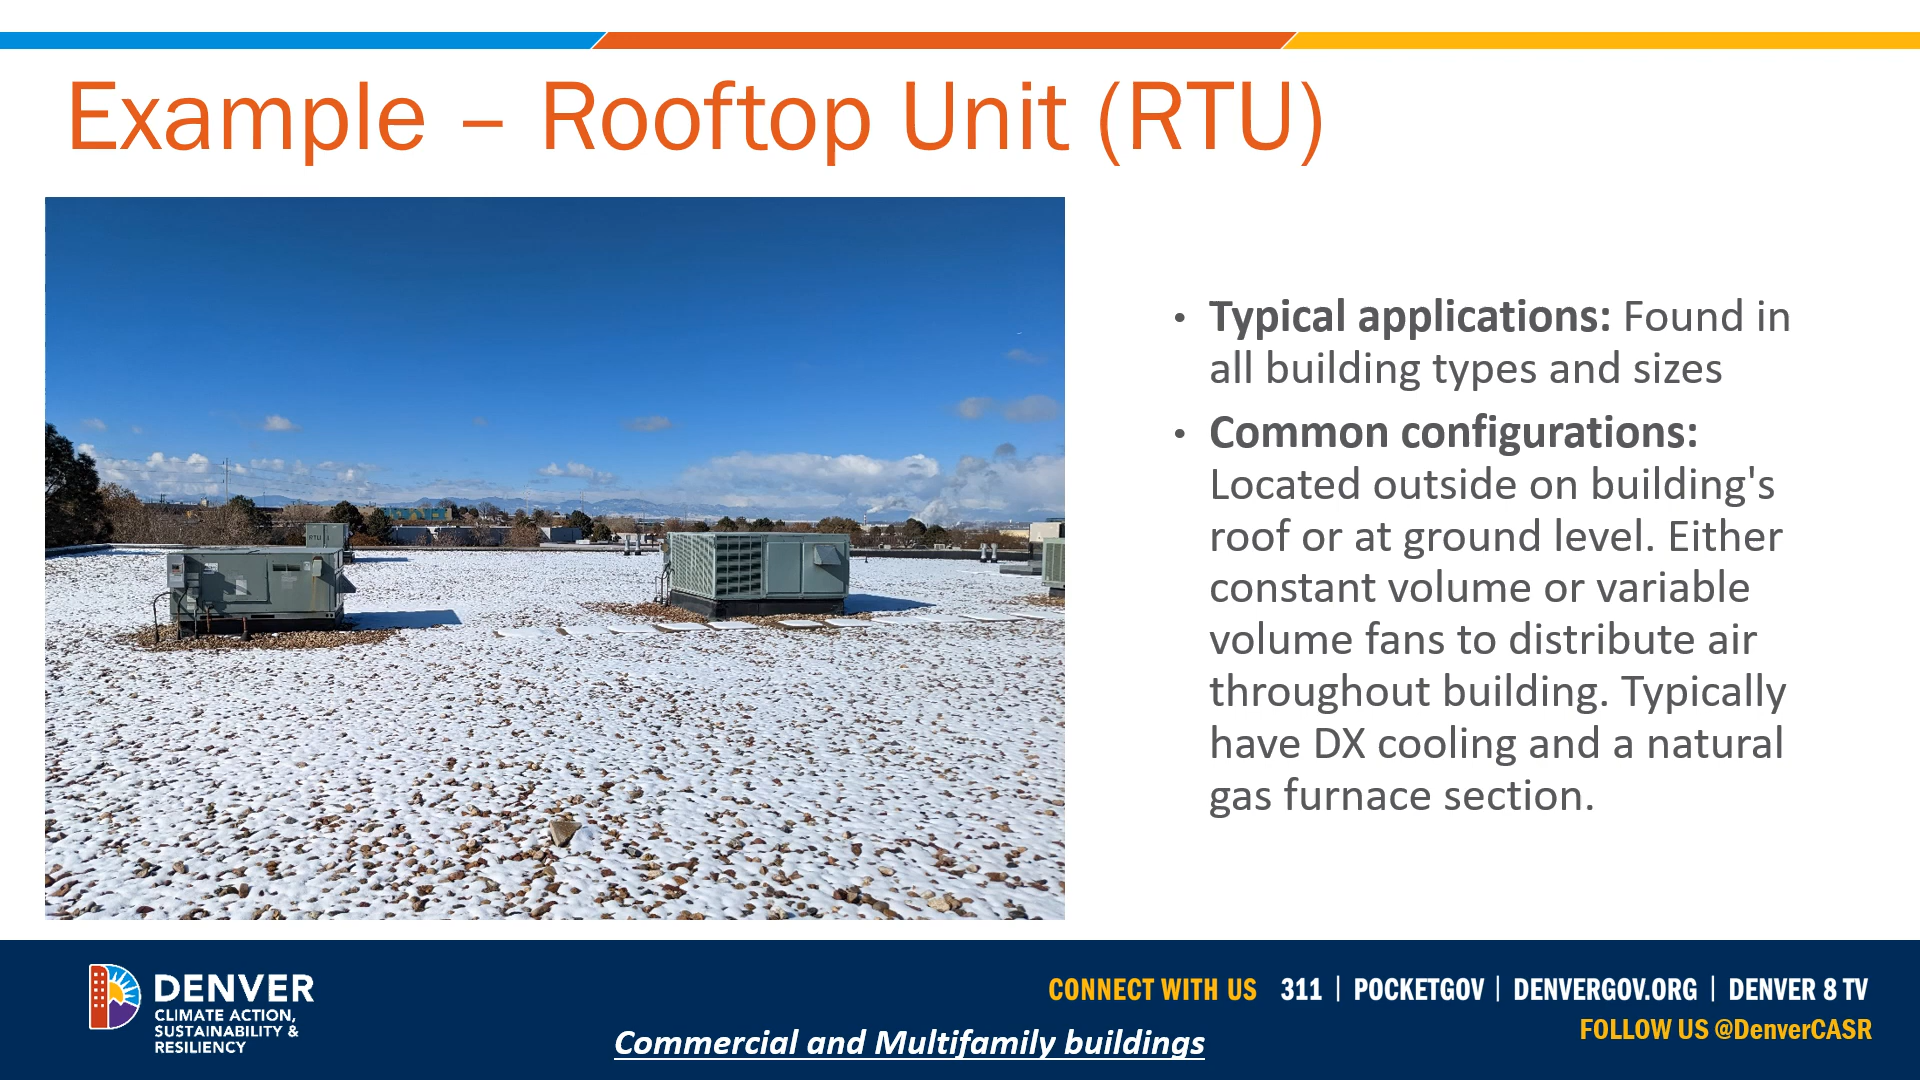 Example – Rooftop Unit (RTU)
RTU
• Typical applications: Found in
all building types and sizes
• Common configurations:
Located outside on building's
roof or at ground level. Either
constant volume or variable
volume fans to distribute air
throughout building. Typically
have DX cooling and a natural
gas furnace section.
DENVER
CLIMATE ACTION,
SUSTAINABILITY &
RESILIENCY
Commercial and Multifamily buildings
CONNECT WITH US 311 | POCKETGOV | DENVERGOV.ORG | DENVER 8 TV
FOLLOW US @DenverCASR